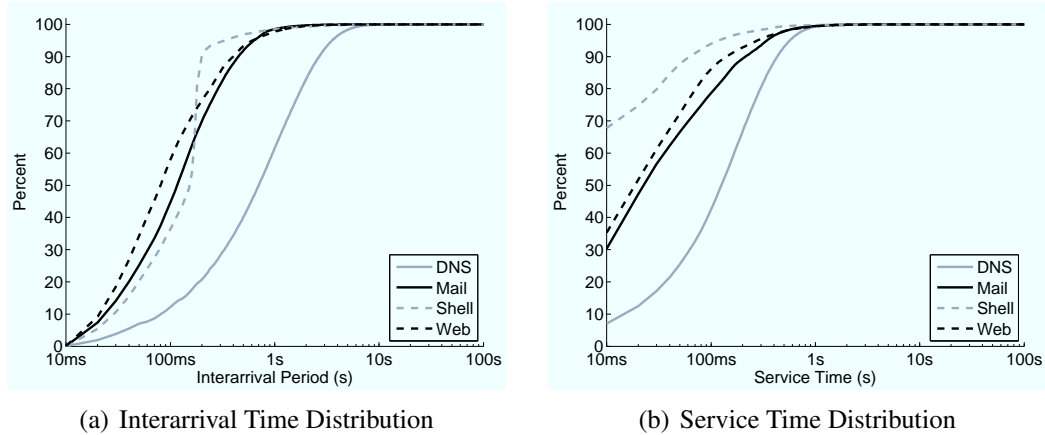 100
90
80
70
60
50
40
30
20
10
0
Percent
10ms 100ms 1s 10s 100s
Interarrival Period (s)
DNS
Mail
Shell
Web
(a) Interarrival Time Distribution
100
90
80
70
60
50
40
30
20
10
0
Percent
10ms 100ms 1s 10s 100s
Service Time (s)
DNS
Mail
Shell
Web
(b) Service Time Distribution